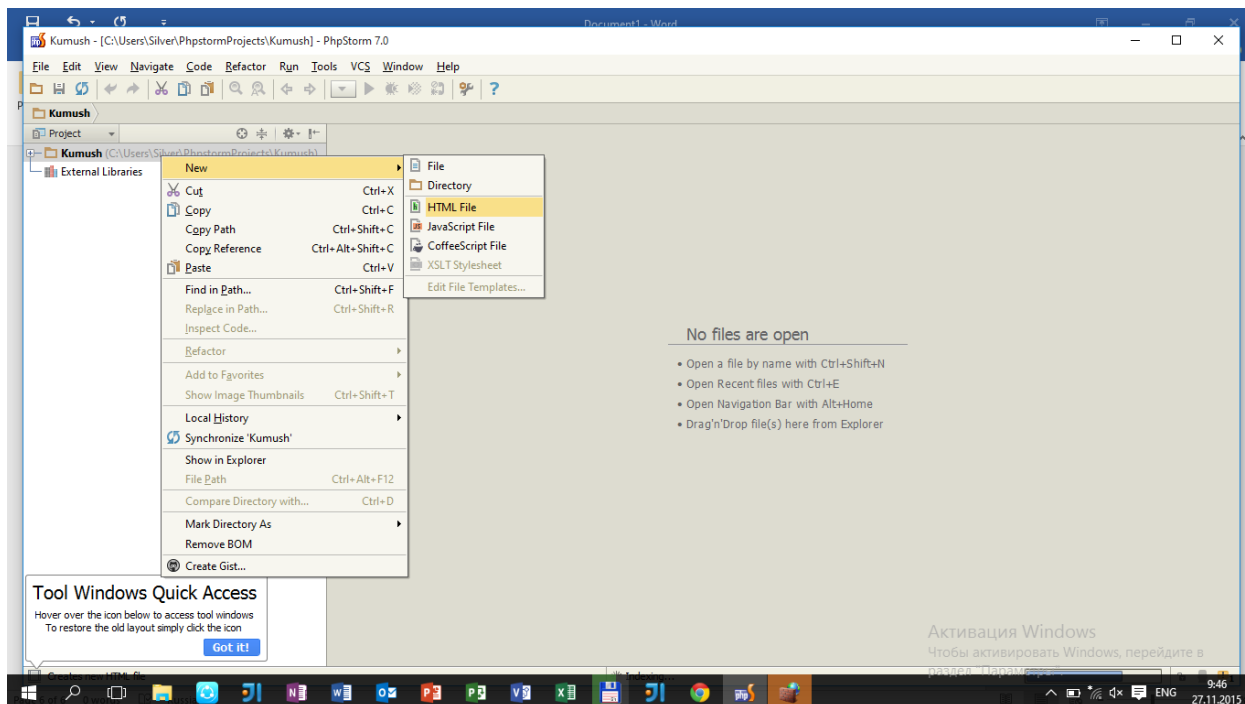 Document1 - Word
Kumush - [C:\Users\Silver\PhpstormProjects\Kumush] - PhpStorm 7.0
File Edit View Navigate Code Refactor Run Tools VCS Window Help
Kumush
Project
Kumush (C:\Users\Silver\PhpstormProjects\Kumush)
External Libraries
New
Cut Ctrl+X
Copy Ctrl+C
Copy Path Ctrl+Shift+C
Copy Reference Ctrl+Alt+Shift+C
Paste Ctrl+V
Find in Path... Ctrl+Shift+F
Replace in Path... Ctrl+Shift+R
Inspect Code...
Refactor
Add to Favorites
Show Image Thumbnails Ctrl+Shift+T
Local History
Synchronize 'Kumush'
Show in Explorer
File Path Ctrl+Alt+F12
Compare Directory with... Ctrl+D
Mark Directory As
Remove BOM
Create Gist...
File
Directory
HTML File
JavaScript File
CoffeeScript File
XSLT Stylesheet
Edit File Templates...
No files are open
• Open a file by name with Ctrl+Shift+N
• Open Recent files with Ctrl+E
• Open Navigation Bar with Alt+Home
• Drag'n'Drop file(s) here from Explorer
Tool Windows Quick Access
Hover over the icon below to access tool windows
To restore the old layout simply click the icon
Got it!
Активация Windows
Чтобы активировать Windows, перейдите в
раздел
Creates new HTML file
Indexing...
ENG
9:46
27.11.2015